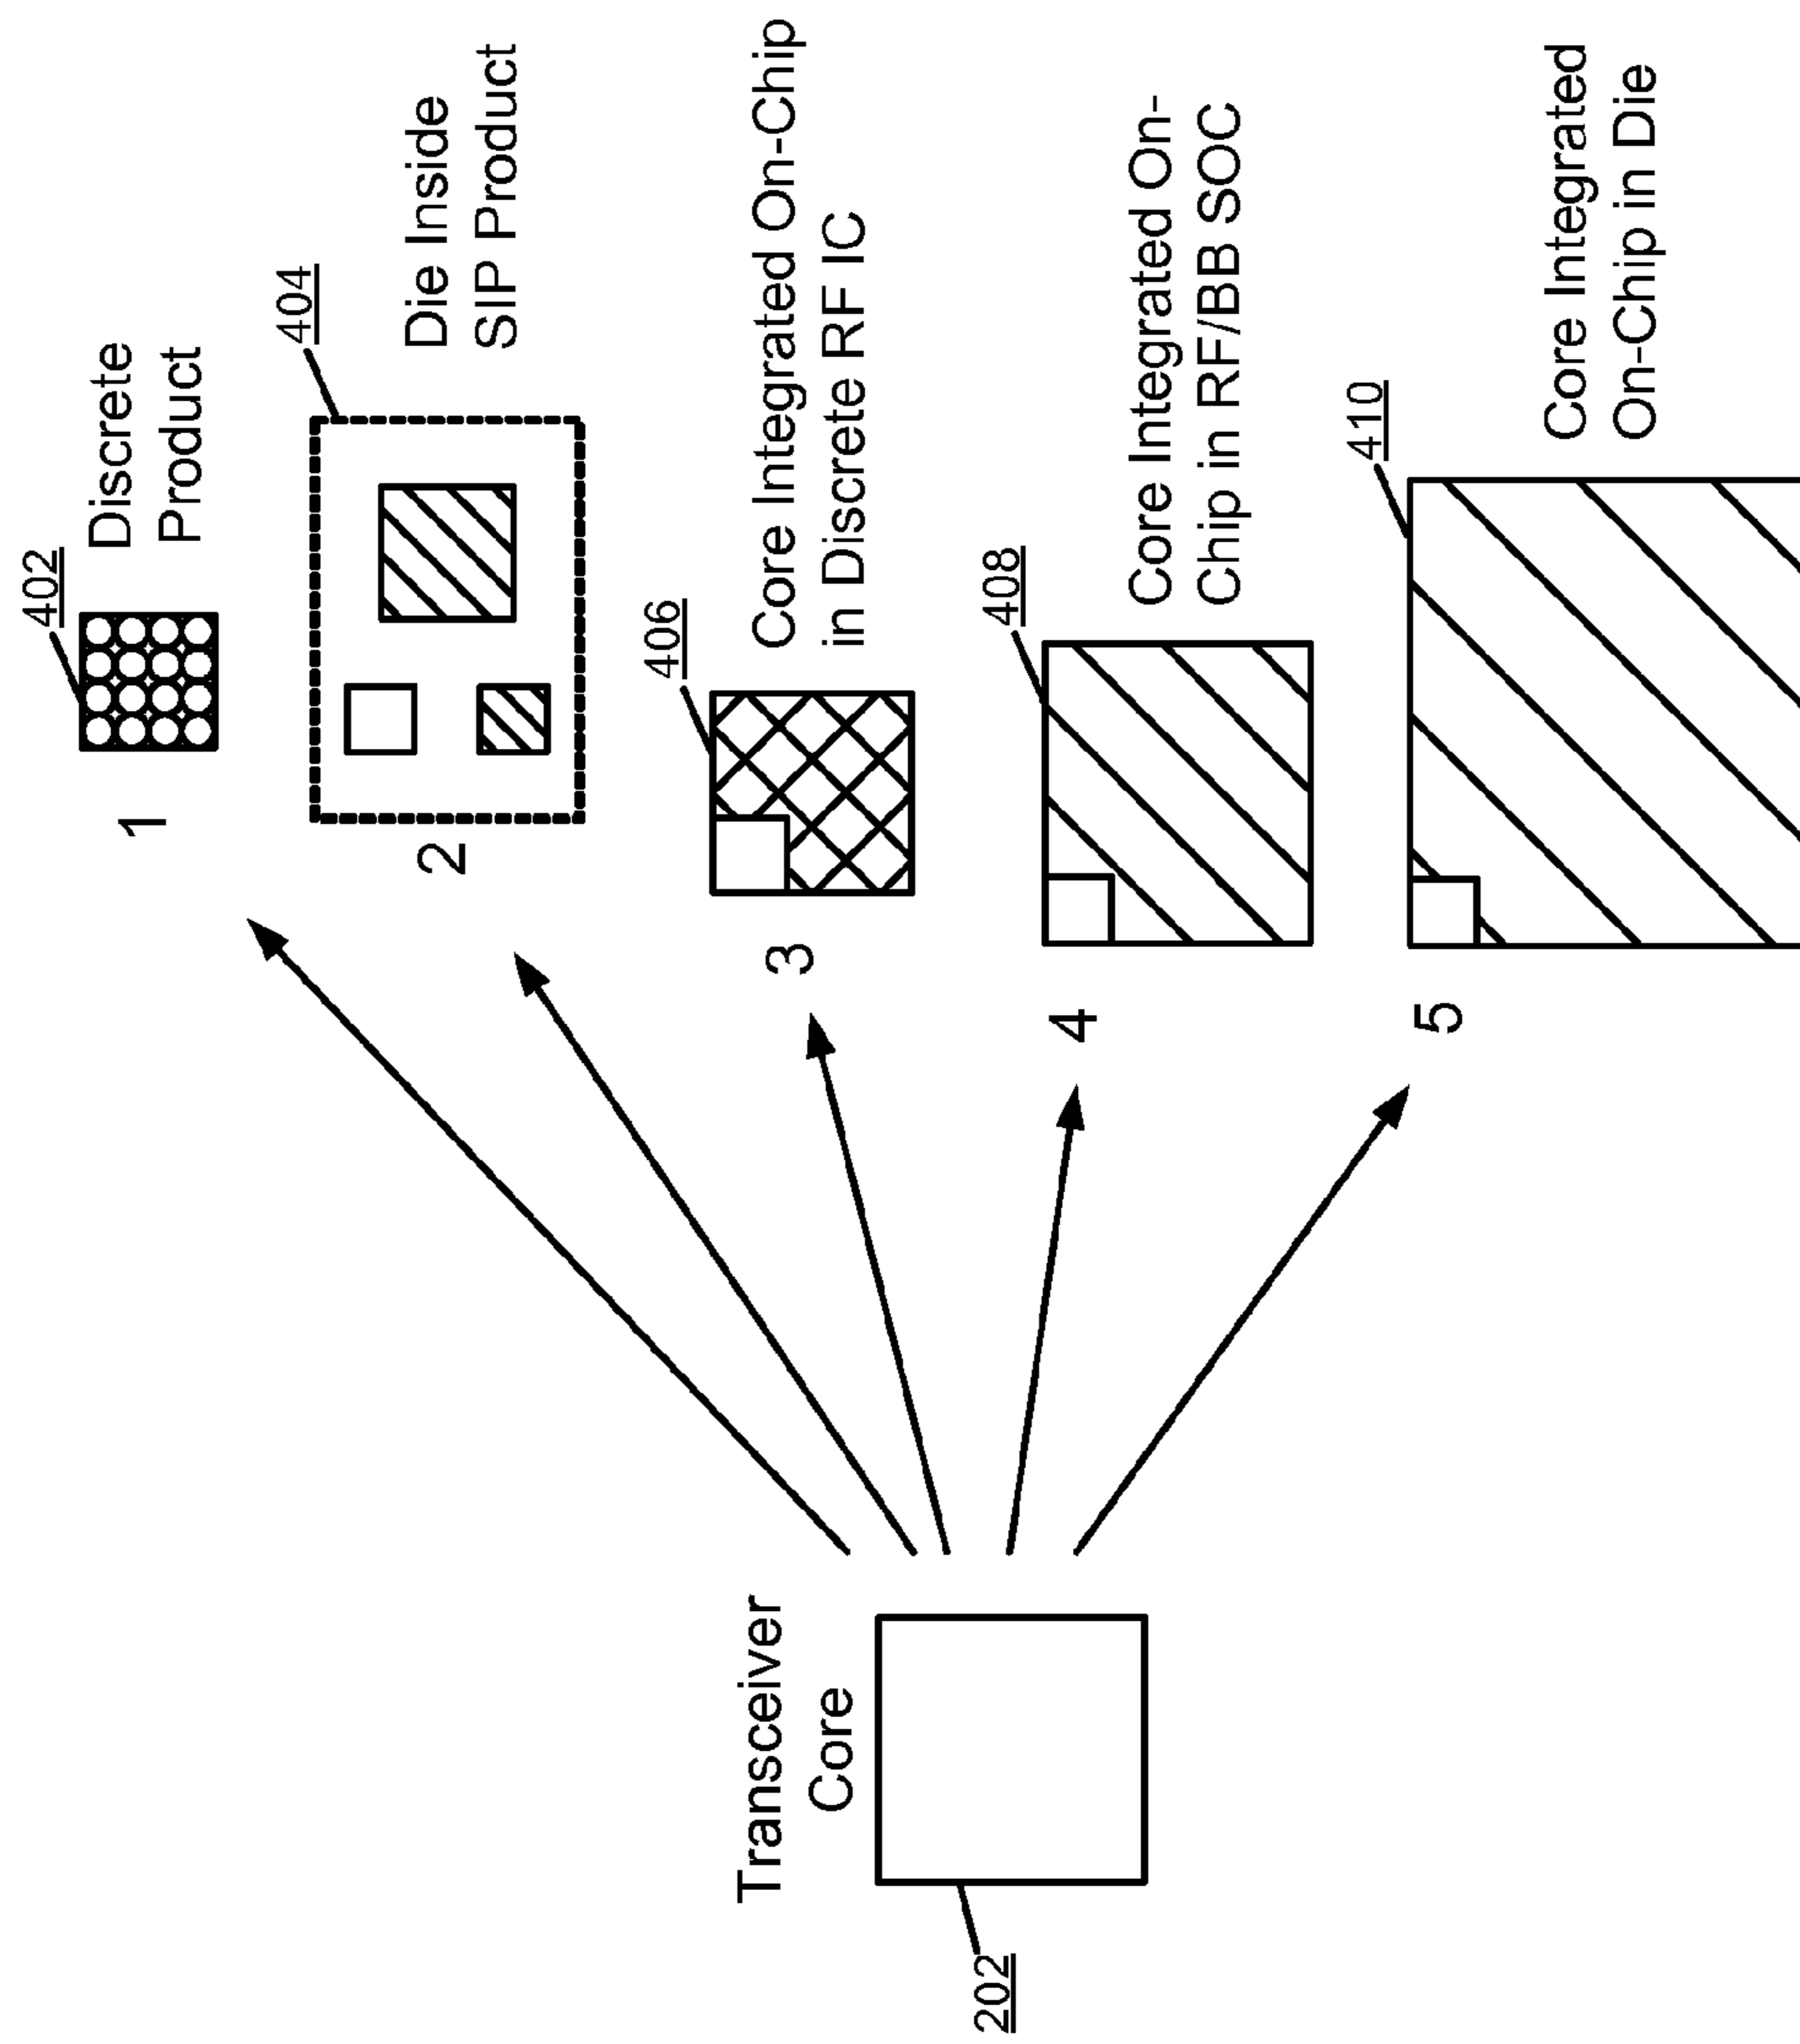 Transceiver
Core
202
402
1
Discrete
Product
404
2
Die Inside
SIP Product
406
3
Core Integrated On-Chip
in Discrete RF IC
408
4
Core Integrated On-
Chip in RF/BB SOC
410
5
Core Integrated
On-Chip in Die